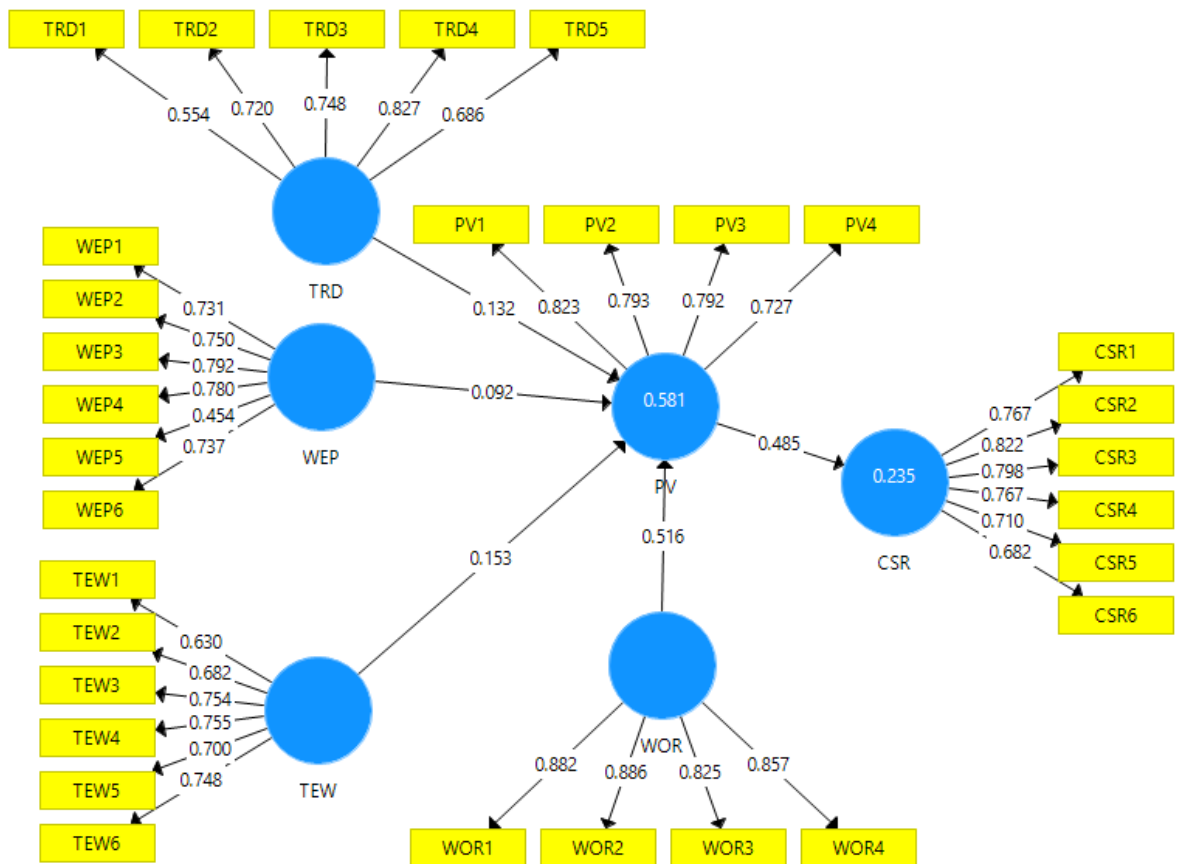 TRD1 TRD2 TRD3 TRD4 TRD5
0.554 0.720 0.748 0.827 0.686
TRD
WEP1
WEP2
WEP3
WEP4
WEP5
WEP6
0.731
0.750
0.792
0.780
0.454
0.737
WEP
PV1 PV2 PV3 PV4
0.823 0.793 0.792 0.727
0.132
0.092
0.581
PV
0.485
0.153
0.516
0.235
CSR
CSR1
CSR2
CSR3
CSR4
CSR5
CSR6
0.767
0.822
0.798
0.767
0.710
0.682
TEW1
TEW2
TEW3
TEW4
TEW5
TEW6
0.630
0.682
0.754
0.755
0.700
0.748
TEW
WOR
0.882 0.886 0.825 0.857
WOR1 WOR2 WOR3 WOR4